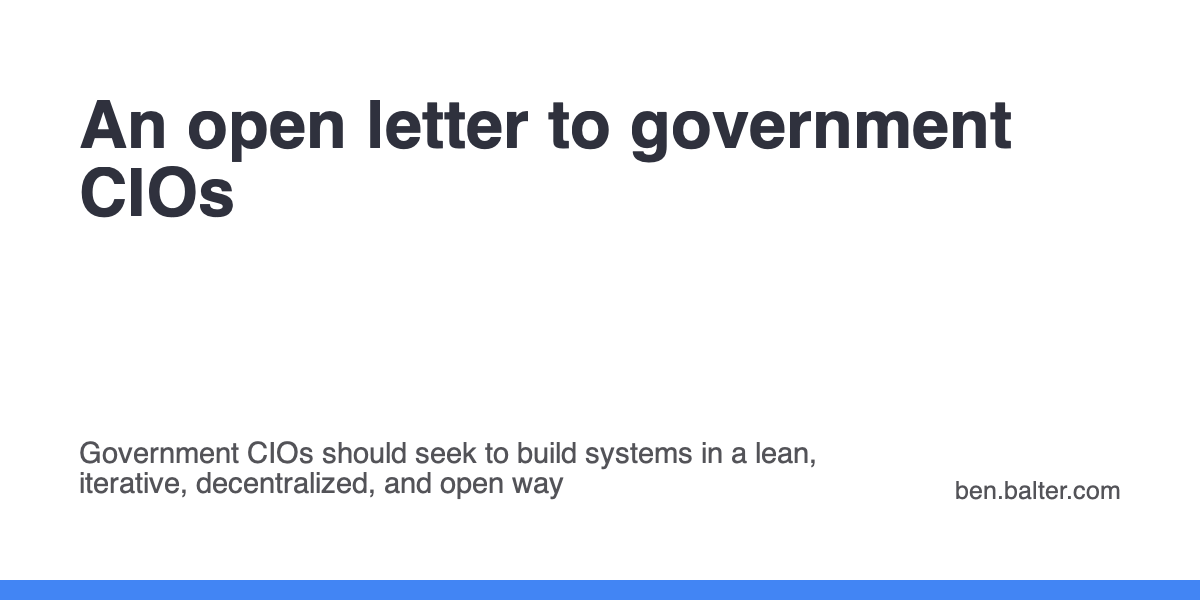 An open letter to government
CIOs
Government CIOs should seek to build systems in a lean,
iterative, decentralized, and open way
ben.balter.com